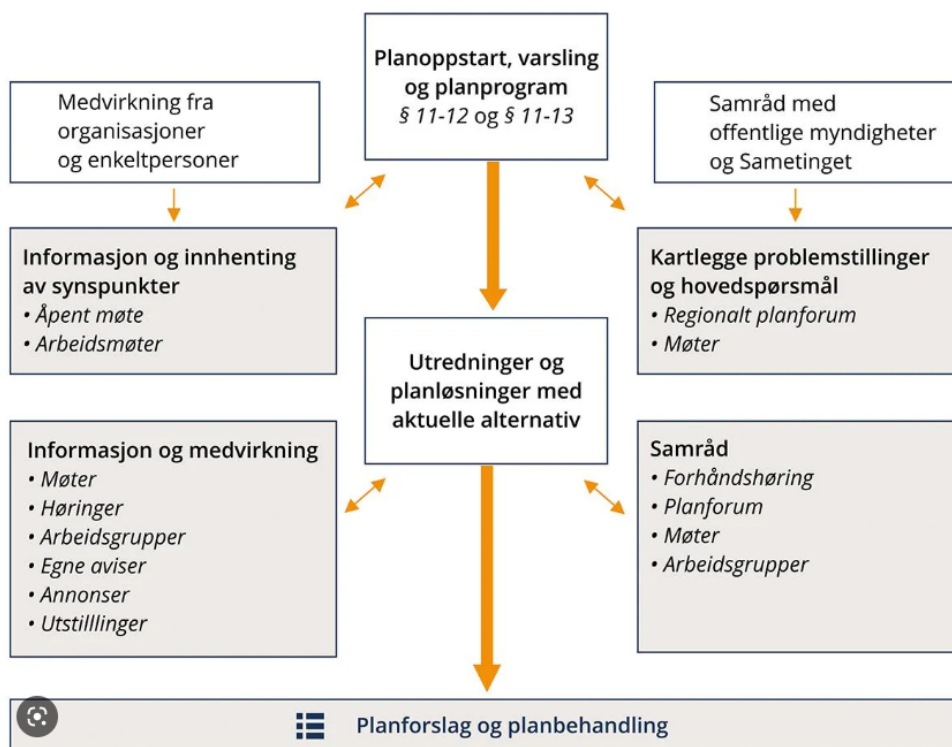 Planoppstart, varsling
og planprogram
§ 11-12 og § 11-13
Medvirkning fra
organisasjoner
og enkeltpersoner
Samråd med
offentlige myndigheter
og Sametinget
Informasjon og innhenting
av synspunkter
• Åpent møte
• Arbeidsmøter
Kartlegge problemstillinger
og hovedspørsmål
• Regionalt planforum
• Møter
Utredninger og
planløsninger med
aktuelle alternativ
Informasjon og medvirkning
• Møter
• Høringer
• Arbeidsgrupper
• Egne aviser
• Annonser
• Utstilllinger
Samråd
• Forhåndshøring
• Planforum
• Møter
• Arbeidsgrupper
Planforslag og planbehandling